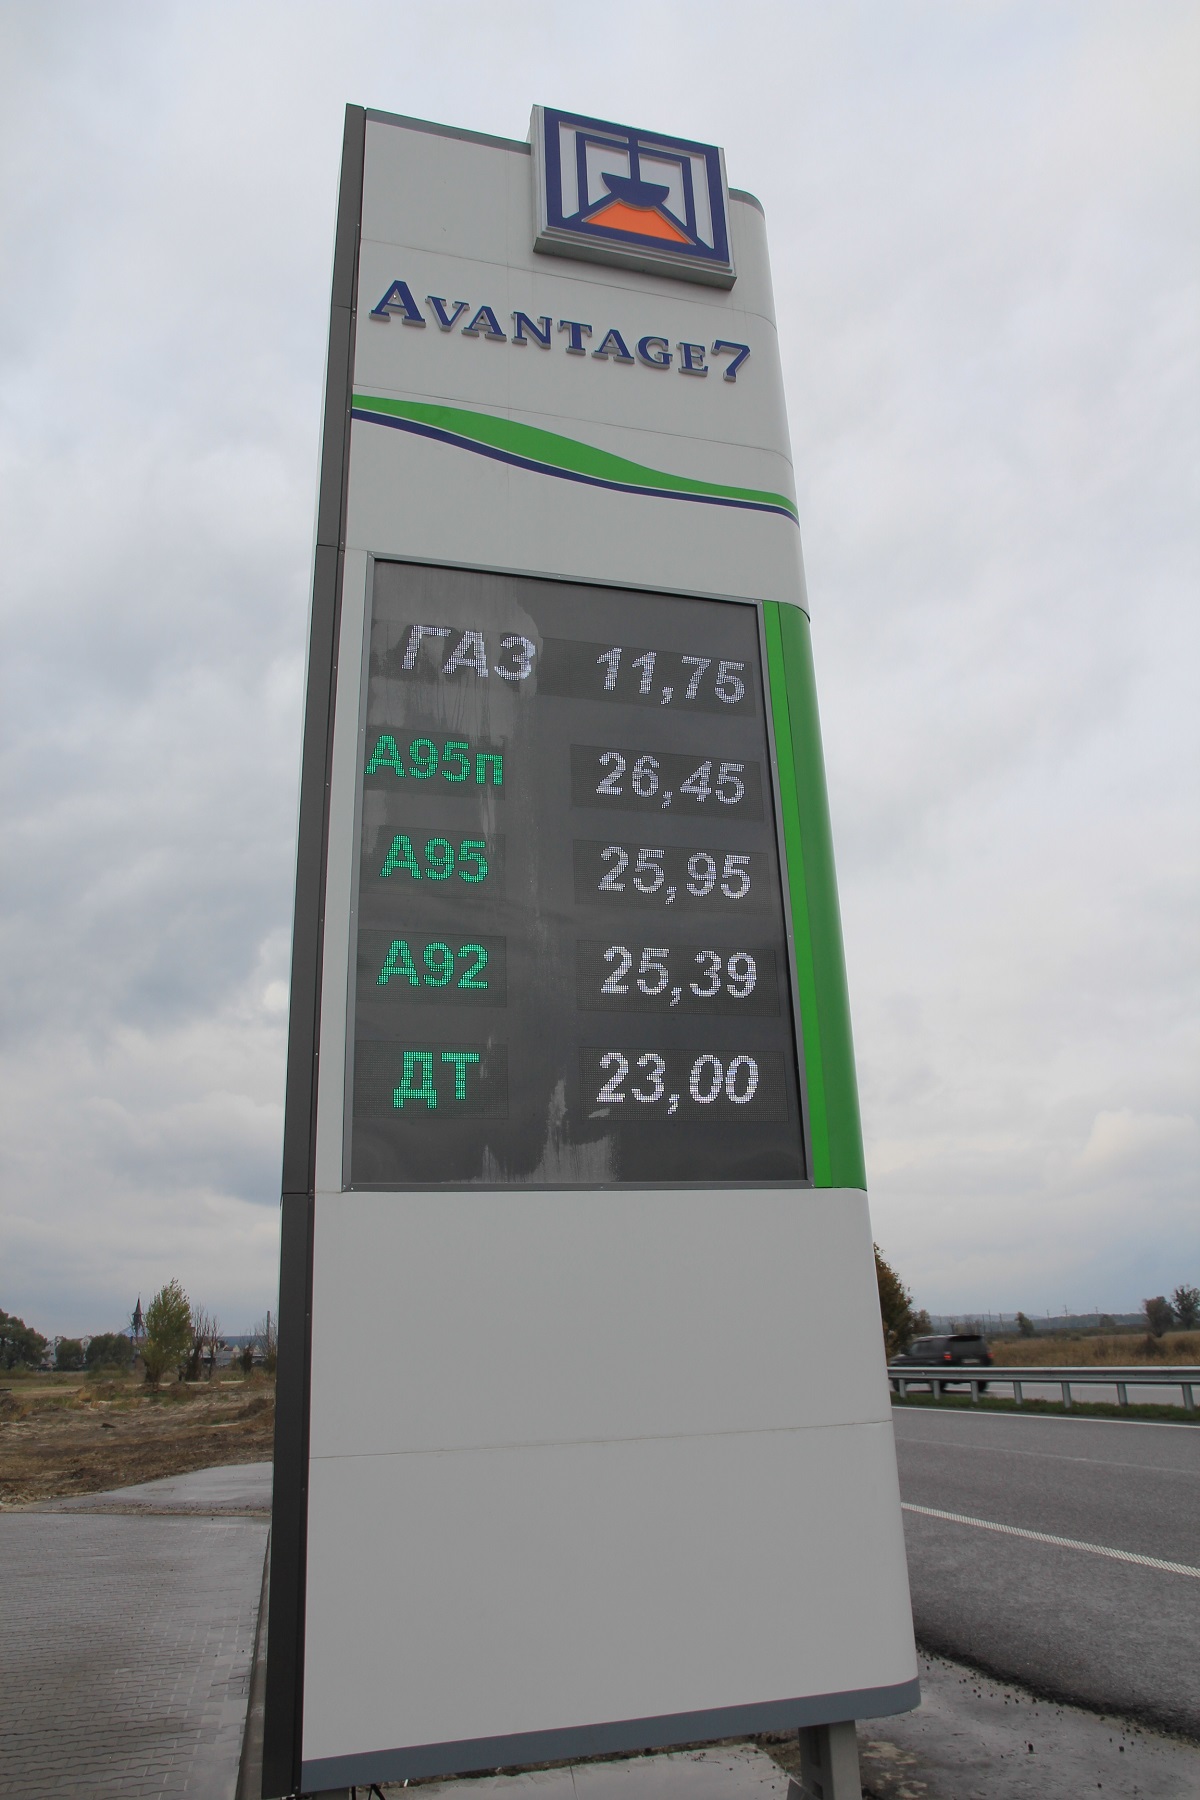 AVANTAGE7
ГАЗ 11,75
А95п 26,45
А95 25,95
А92 25,39
ДТ 23,00